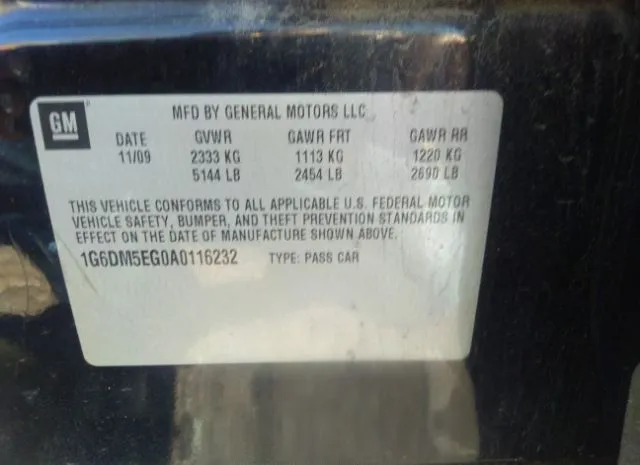 GM
MFD BY GENERAL MOTORS LLC
DATE GVWR GAWR FRT GAWR RR
11/09 2333 KG 1113 KG 1220 KG
5144 LB 2454 LB 2690 LB
THIS VEHICLE CONFORMS TO ALL APPLICABLE U.S. FEDERAL MOTOR
VEHICLE SAFETY, BUMPER, AND THEFT PREVENTION STANDARDS IN
EFFECT ON THE DATE OF MANUFACTURE SHOWN ABOVE.
1G6DM5EG0A0116232 TYPE: PASS CAR